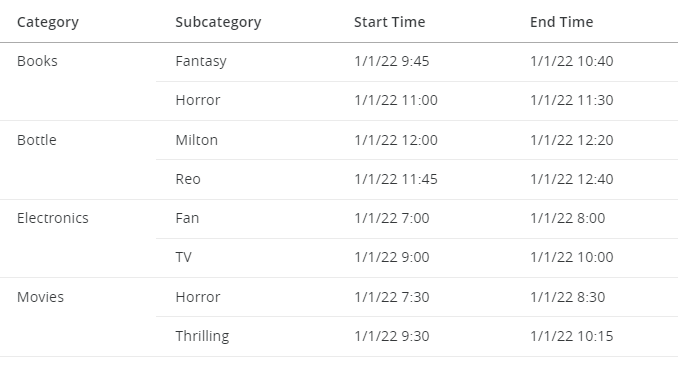 Category Subcategory Start Time End Time
Books Fantasy 1/1/22 9:45 1/1/22 10:40
Horror 1/1/22 11:00 1/1/22 11:30
Bottle Milton 1/1/22 12:00 1/1/22 12:20
Reo 1/1/22 11:45 1/1/22 12:40
Electronics Fan 1/1/22 7:00 1/1/22 8:00
TV 1/1/22 9:00 1/1/22 10:00
Movies Horror 1/1/22 7:30 1/1/22 8:30
Thrilling 1/1/22 9:30 1/1/22 10:15